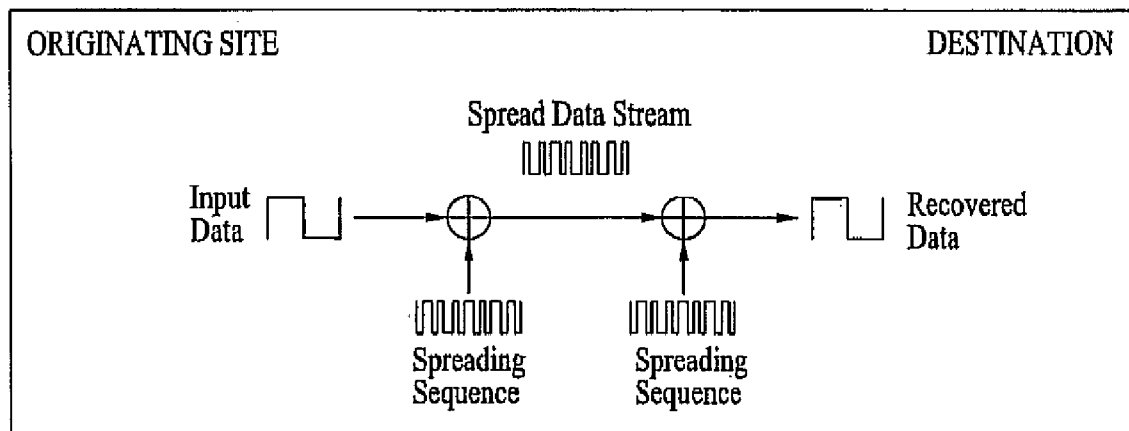 ORIGINATING SITE
DESTINATION
Spread Data Stream
Input
Data
Recovered
Data
Spreading
Sequence
Spreading
Sequence